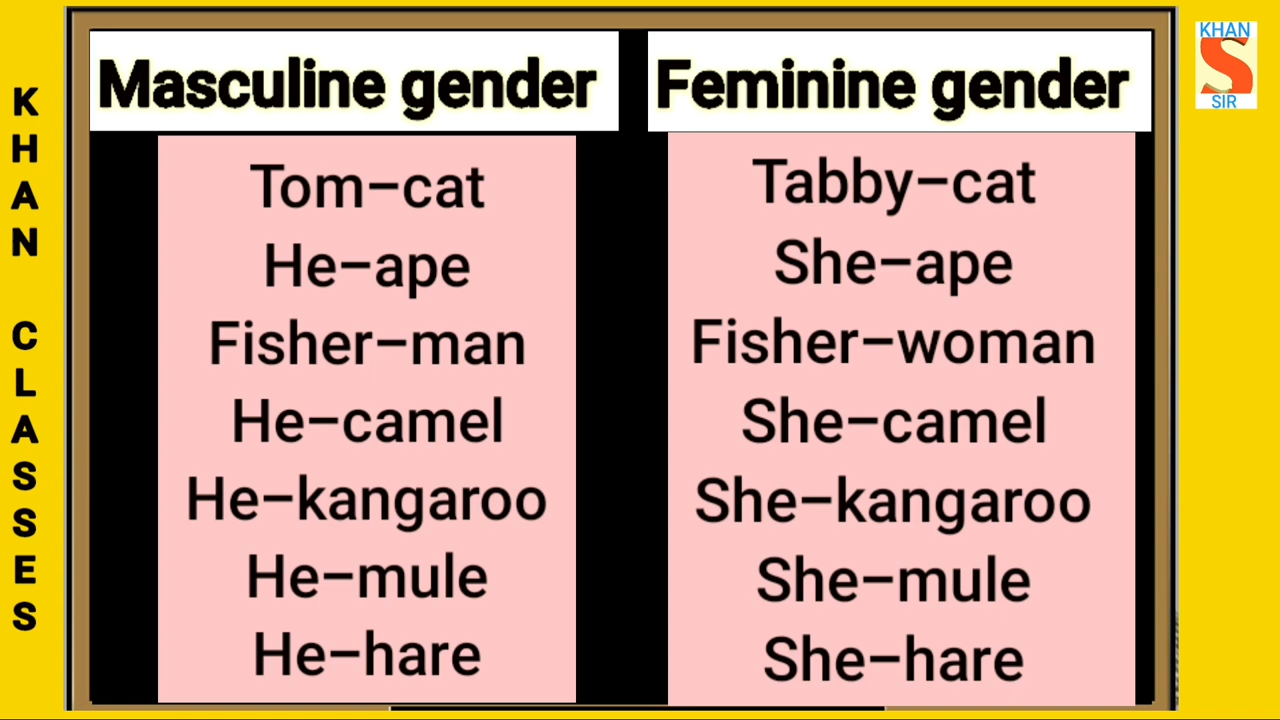 KHAN CLASSES
Masculine gender
Feminine gender
Tom–cat
Tabby–cat
He–ape
She–ape
Fisher–man
Fisher–woman
He–camel
She–camel
He–kangaroo
She–kangaroo
He–mule
She–mule
He–hare
She–hare
KHAN
S
SIR